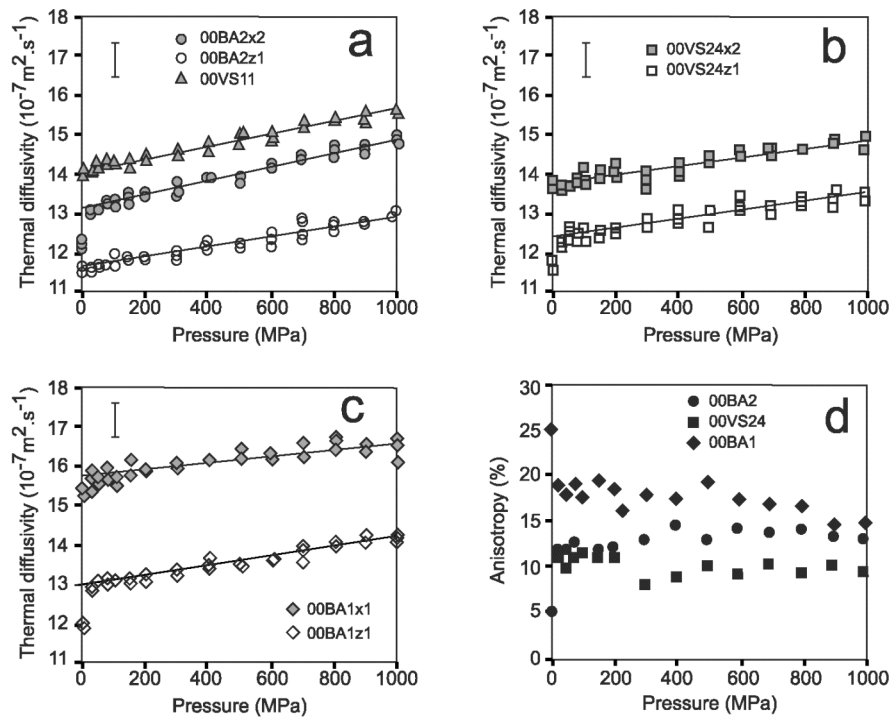 18
17
16
15
14
13
12
11
Thermal diffusivity (10⁻⁷m².s⁻¹)
00BA2x2
00BA2z1
00VS11
a
0 200 400 600 800 1000
Pressure (MPa)
18
17
16
15
14
13
12
11
Thermal diffusivity (10⁻⁷m².s⁻¹)
00VS24x2
00VS24z1
b
0 200 400 600 800 1000
Pressure (MPa)
18
17
16
15
14
13
12
11
Thermal diffusivity (10⁻⁷m².s⁻¹)
c
00BA1x1
00BA1z1
0 200 400 600 800 1000
Pressure (MPa)
30
25
20
15
10
5
0
Anisotropy (%)
00BA2
00VS24
00BA1
d
0 200 400 600 800 1000
Pressure (MPa)